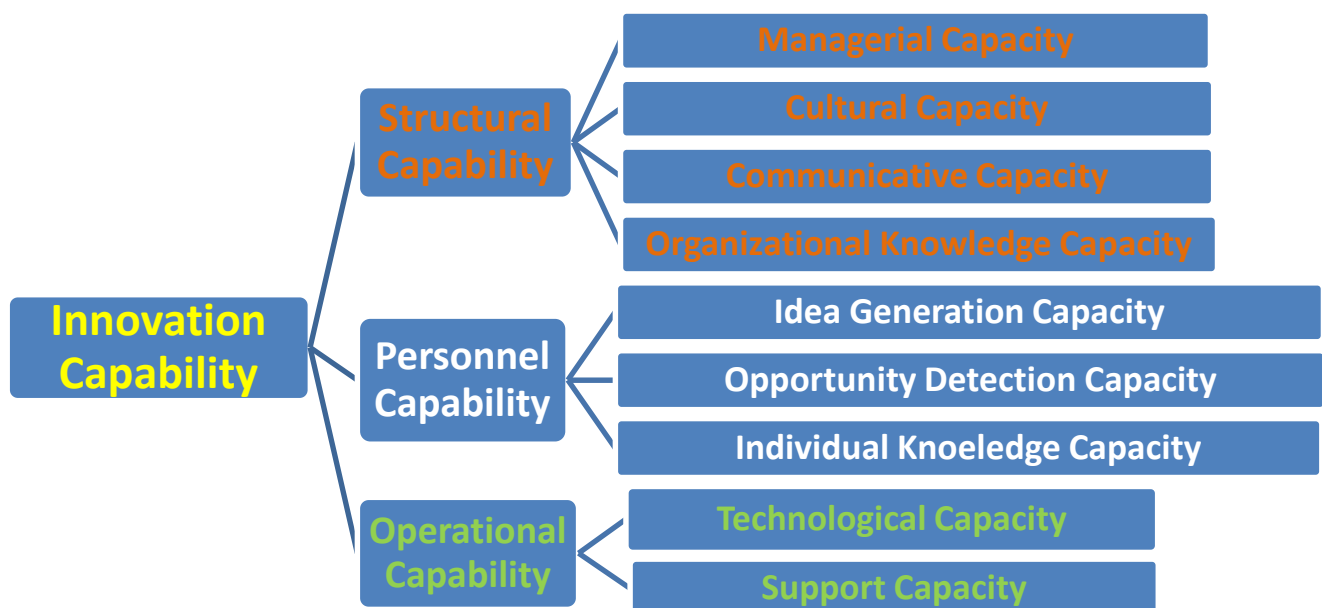 Managerial Capacity
Structural
Capability
Cultural Capacity
Communicative Capacity
Organizational Knowledge Capacity
Innovation
Capability
Personnel
Capability
Idea Generation Capacity
Opportunity Detection Capacity
Individual Knoeledge Capacity
Operational
Capability
Technological Capacity
Support Capacity